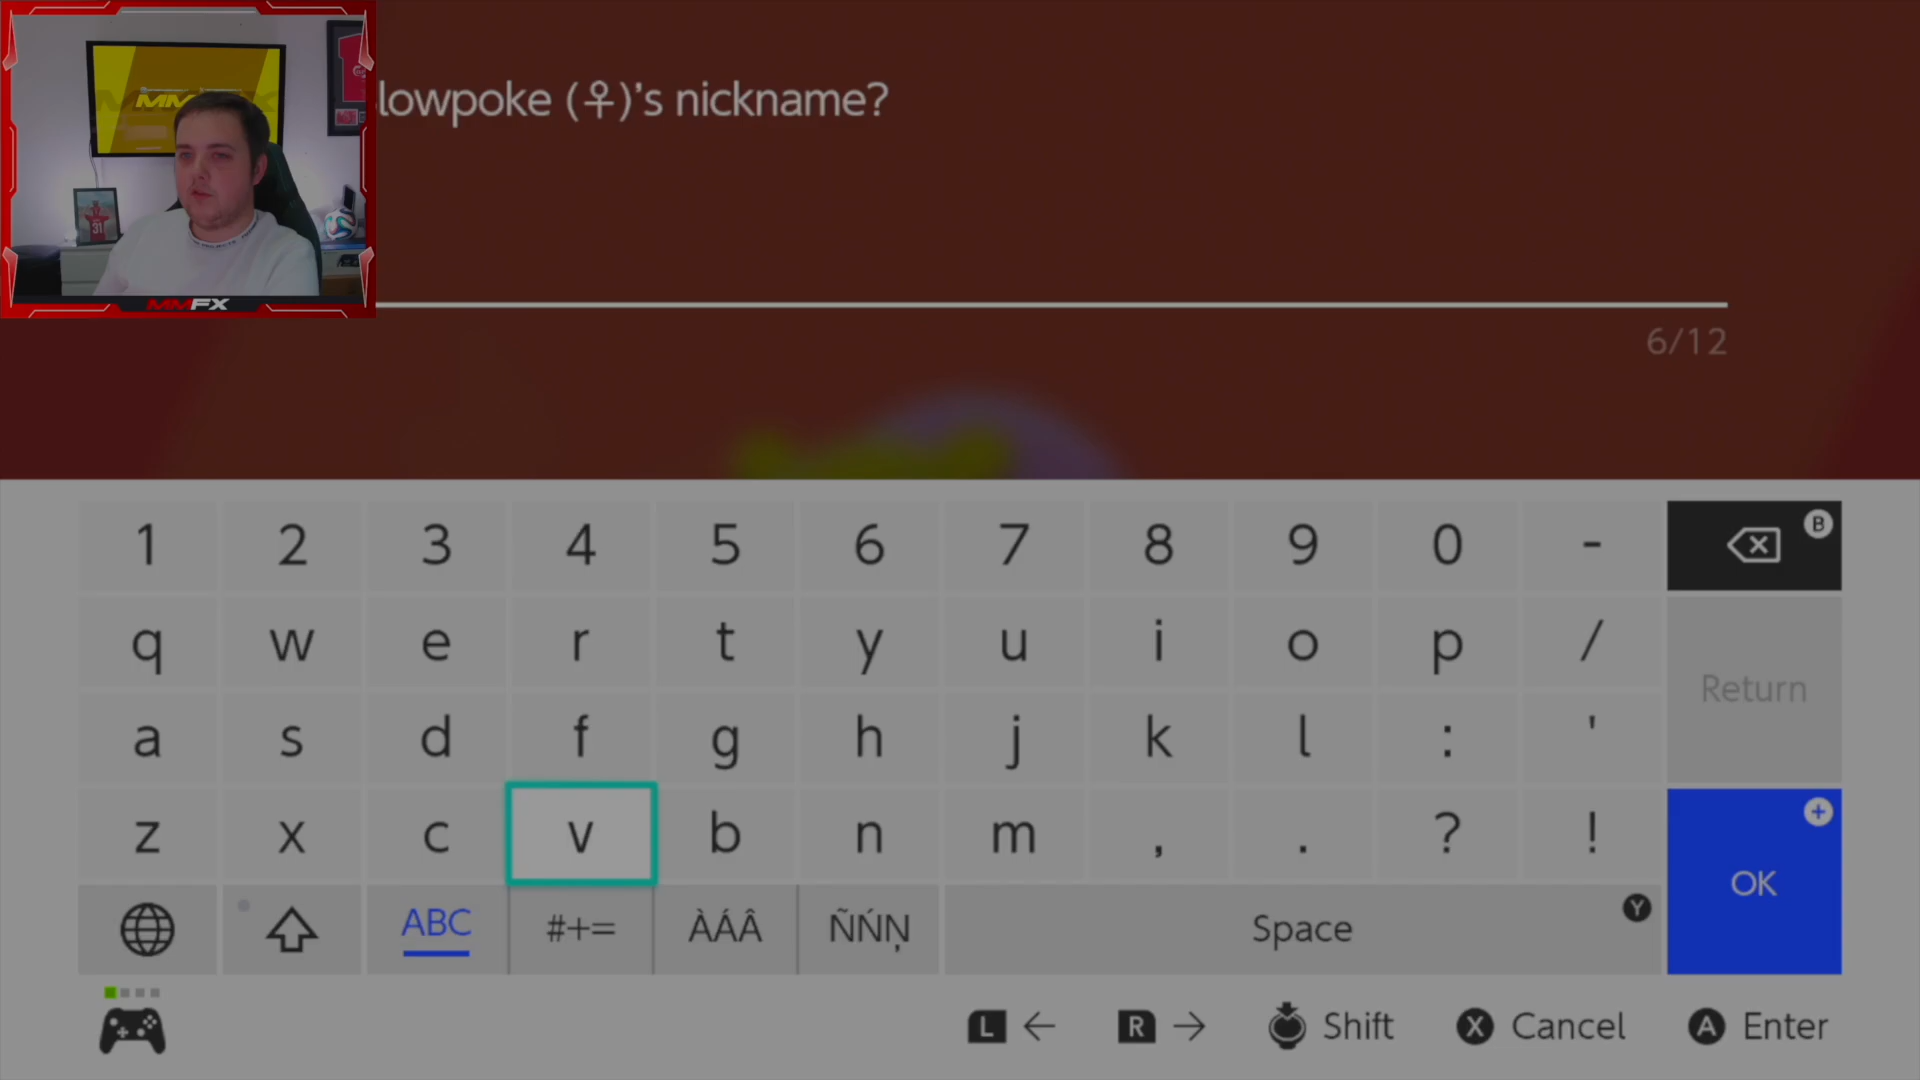 lowpoke (♀)'s nickname?
31
MMFX
6/12
1 2 3 4 5 6 7 8 9 0 -
B
q w e r t y u i o p /
Return
a s d f g h j k l : '
z x c v b n m , . ? !
+
OK
ABC #+= ÀÁÂ ÑŃŅ Space
Y
L ← R → Shift X Cancel A Enter